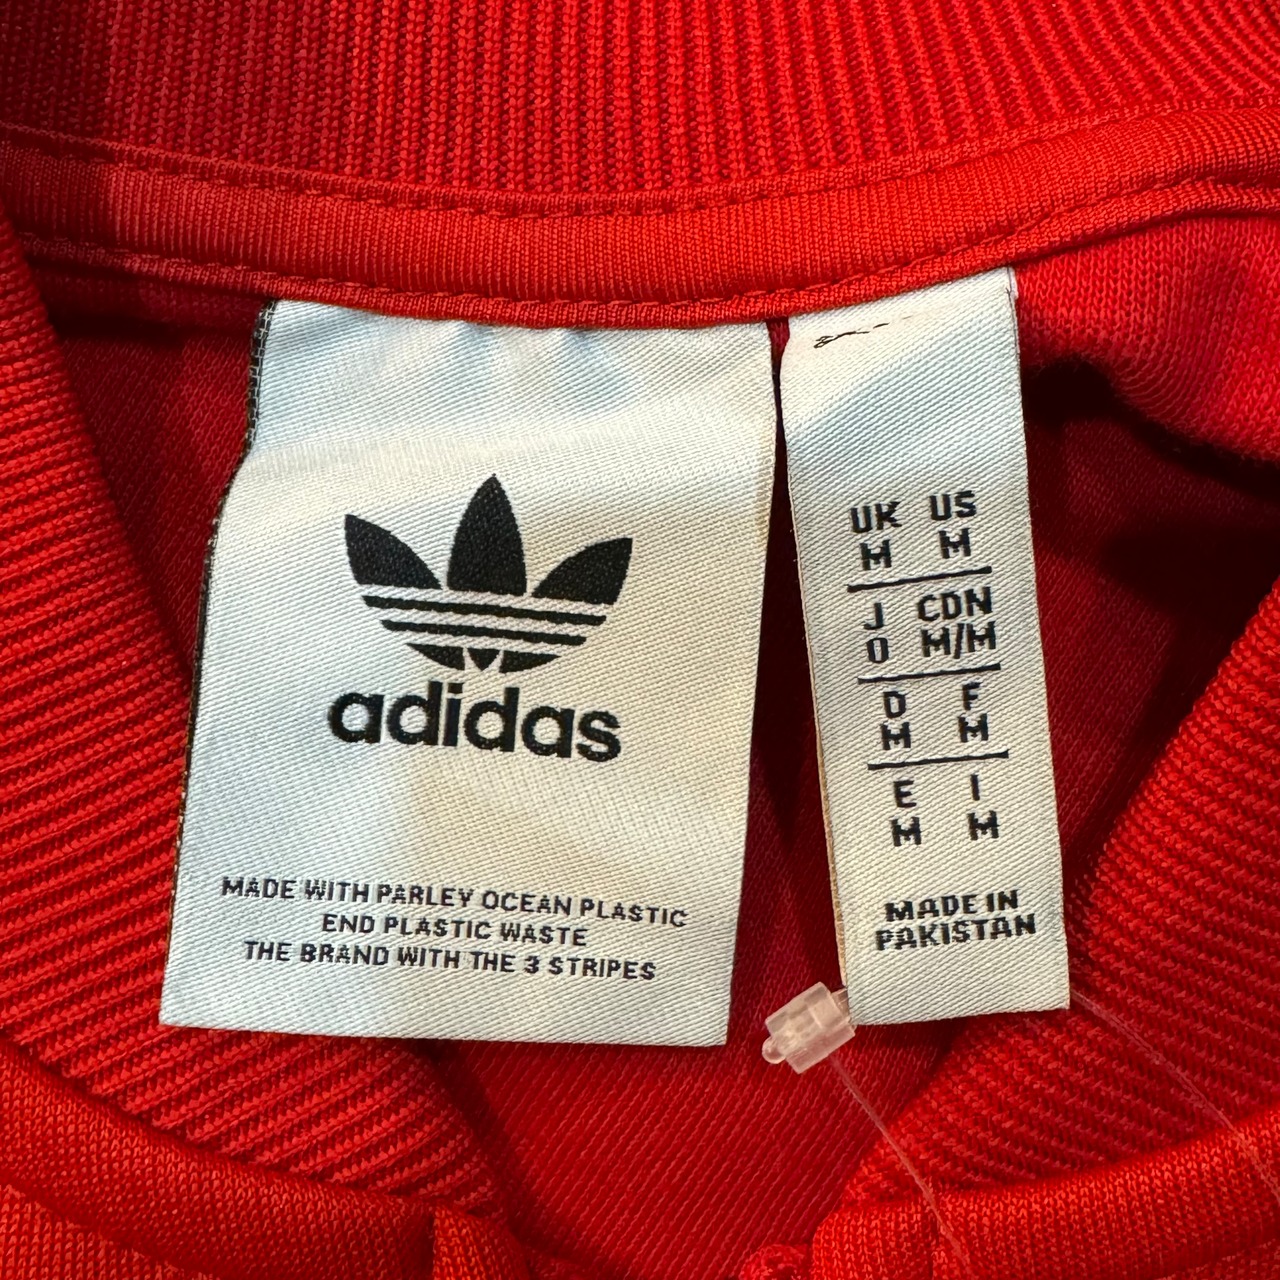 adidas
MADE WITH PARLEY OCEAN PLASTIC
END PLASTIC WASTE
THE BRAND WITH THE 3 STRIPES
UK US
M M
J CDN
O M/M
D F
M M
E I
M M
MADE IN
PAKISTAN